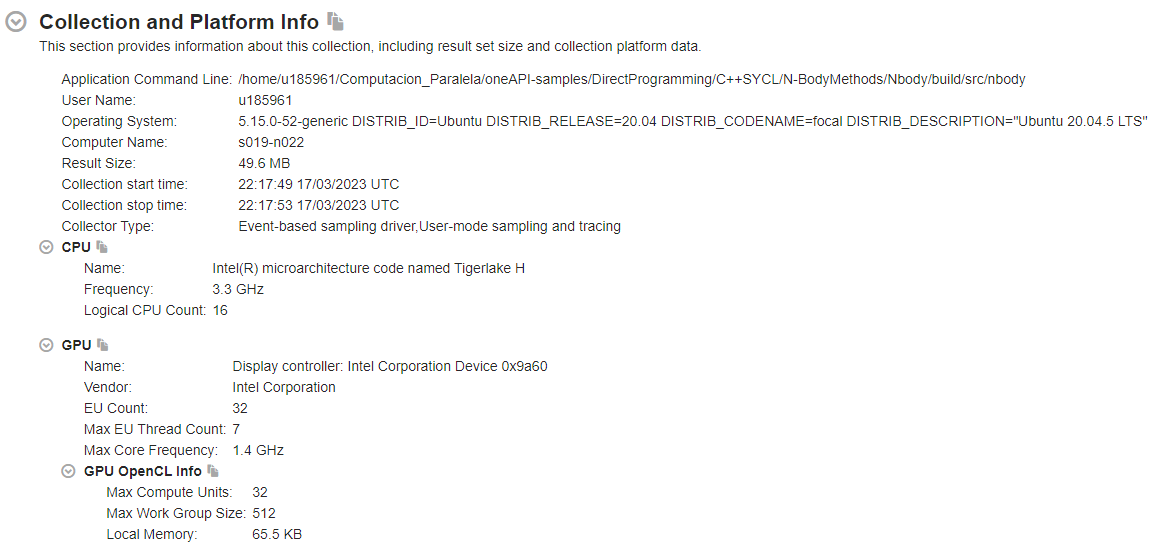 Collection and Platform Info
This section provides information about this collection, including result set size and collection platform data.
Application Command Line: /home/u185961/Computacion_Paralela/oneAPI-samples/DirectProgramming/C++SYCL/N-BodyMethods/Nbody/build/src/nbody
User Name: u185961
Operating System: 5.15.0-52-generic DISTRIB_ID=Ubuntu DISTRIB_RELEASE=20.04 DISTRIB_CODENAME=focal DISTRIB_DESCRIPTION="Ubuntu 20.04.5 LTS"
Computer Name: s019-n022
Result Size: 49.6 MB
Collection start time: 22:17:49 17/03/2023 UTC
Collection stop time: 22:17:53 17/03/2023 UTC
Collector Type: Event-based sampling driver,User-mode sampling and tracing
CPU
Name: Intel(R) microarchitecture code named Tigerlake H
Frequency: 3.3 GHz
Logical CPU Count: 16
GPU
Name: Display controller: Intel Corporation Device 0x9a60
Vendor: Intel Corporation
EU Count: 32
Max EU Thread Count: 7
Max Core Frequency: 1.4 GHz
GPU OpenCL Info
Max Compute Units: 32
Max Work Group Size: 512
Local Memory: 65.5 KB